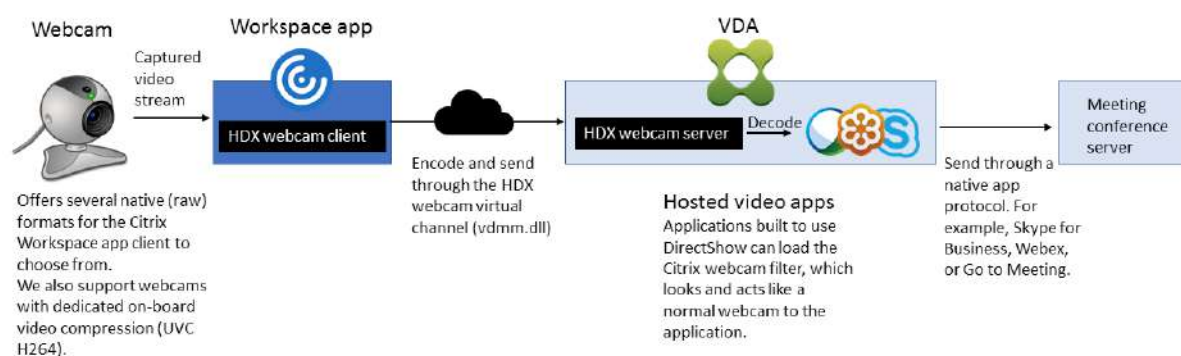 Webcam
Captured
video
stream
Offers several native (raw)
formats for the Citrix
Workspace app client to
choose from.
We also support webcams
with dedicated on-board
video compression (UVC
H264).
Workspace app
HDX webcam client
Encode and send
through the HDX
webcam virtual
channel (vdmm.dll)
VDA
HDX webcam server
Decode
S
Hosted video apps
Applications built to use
DirectShow can load the
Citrix webcam filter, which
looks and acts like a
normal webcam to the
application.
Send through a
native app
protocol. For
example, Skype for
Business, Webex,
or Go to Meeting.
Meeting
conference
server